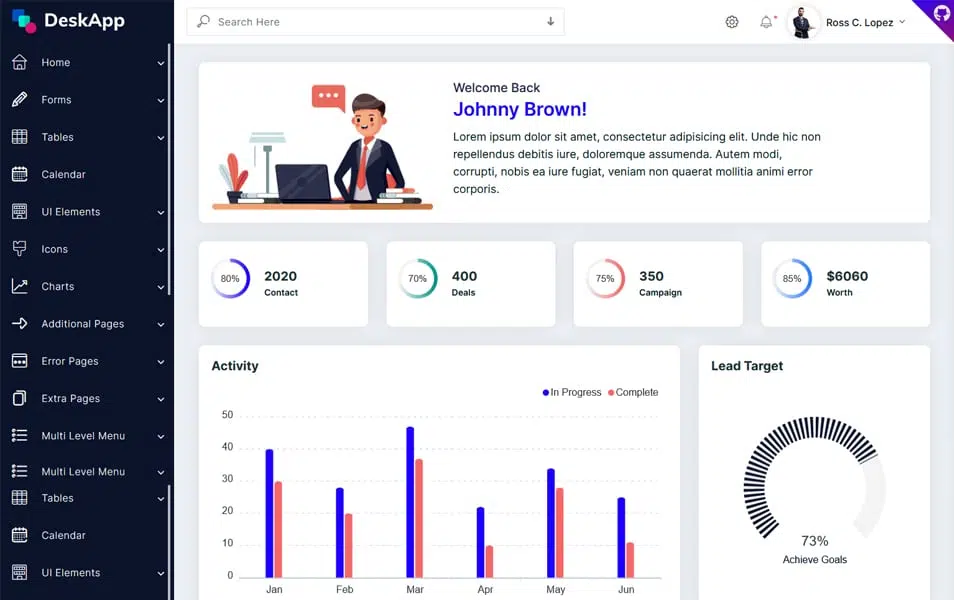 DeskApp
Search Here
Ross C. Lopez
Home
Forms
Tables
Calendar
UI Elements
Icons
Charts
Additional Pages
Error Pages
Extra Pages
Multi Level Menu
Multi Level Menu
Tables
Calendar
UI Elements
Welcome Back
Johnny Brown!
Lorem ipsum dolor sit amet, consectetur adipisicing elit. Unde hic non
repellendus debitis iure, doloremque assumenda. Autem modi,
corrupti, nobis ea iure fugiat, veniam non quaerat mollitia animi error
corporis.
80%
2020
Contact
70%
400
Deals
75%
350
Campaign
85%
$6060
Worth
Activity
In Progress Complete
50
40
30
20
10
0
Jan Feb Mar Apr May Jun
Lead Target
73%
Achieve Goals